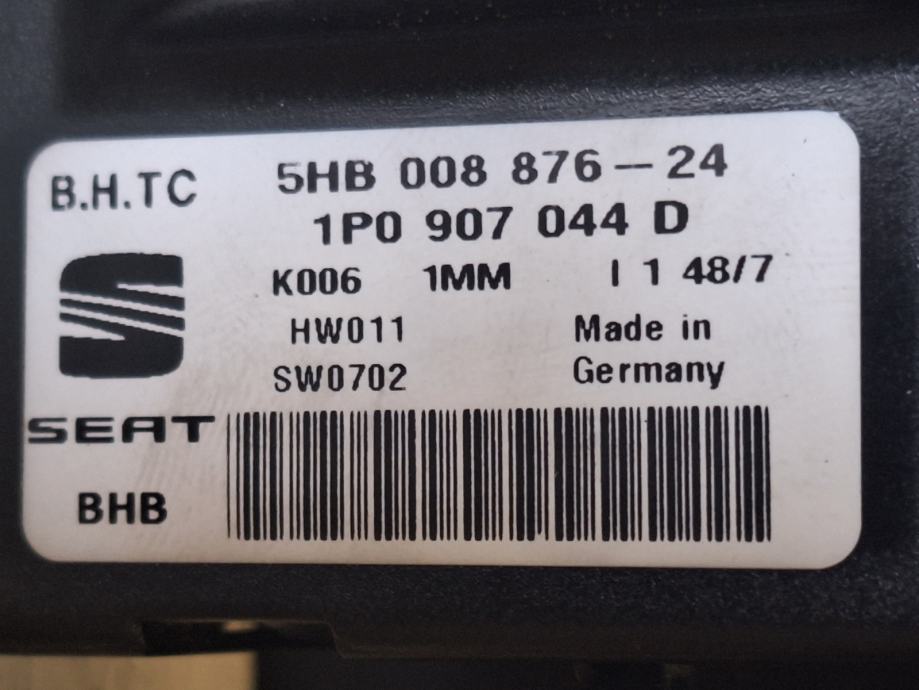 B.H.TC
5HB 008 876-24
1P0 907 044 D
K006 1MM I 1 48/7
HW011 Made in
SW0702 Germany
SEAT
BHB